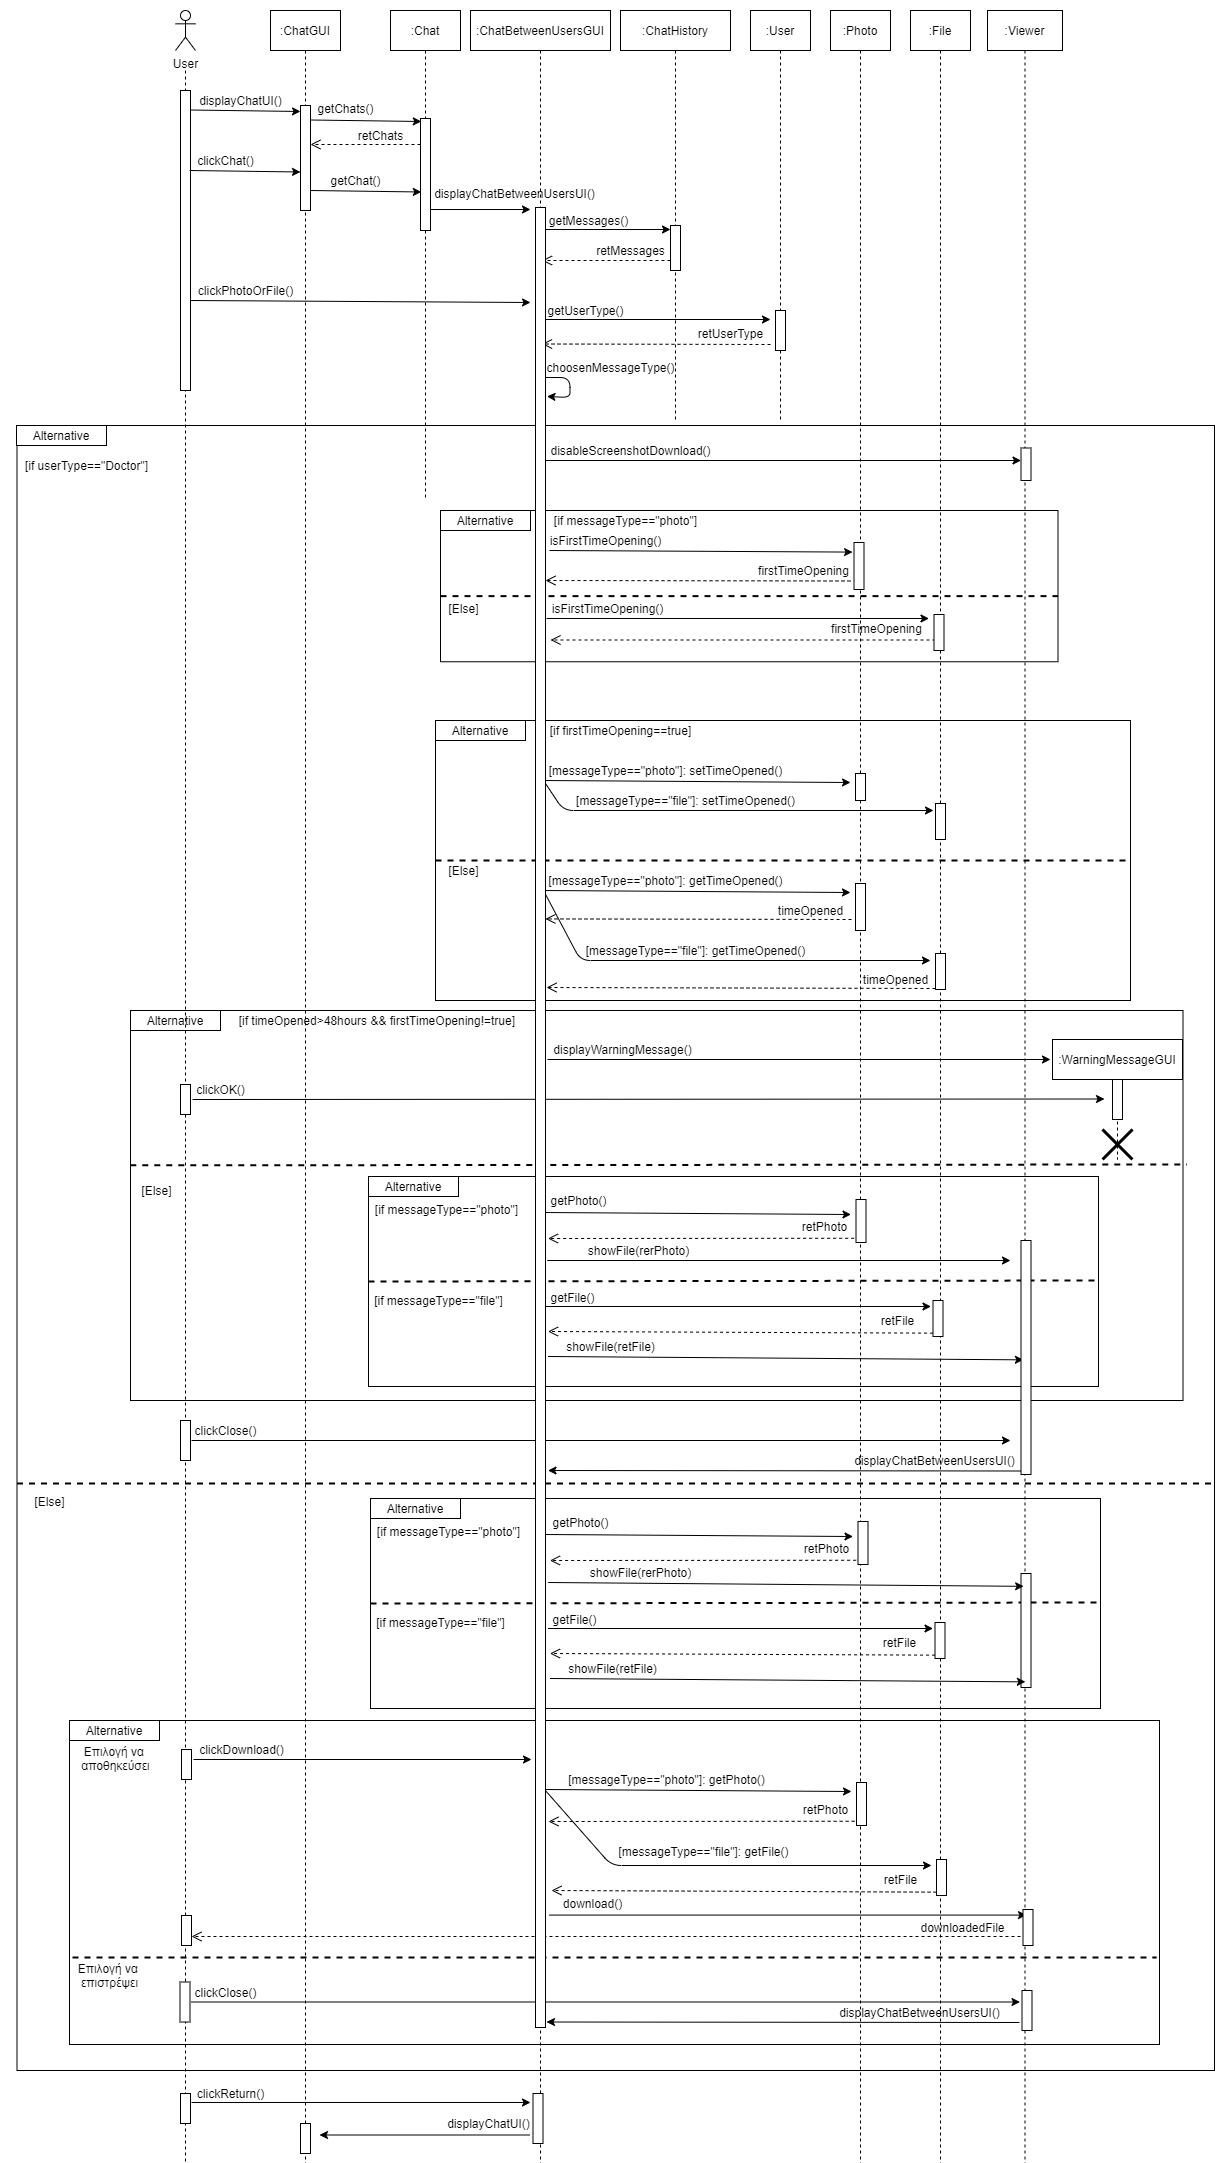 :ChatGUI
:Chat
:ChatBetweenUsersGUI
:ChatHistory
:User
:Photo
:File
:Viewer
User
displayChatUI()
getChats()
retChats
clickChat()
getChat()
displayChatBetweenUsersUI()
getMessages()
retMessages
clickPhotoOrFile()
getUserType()
retUserType
choosenMessageType()
Alternative
[if userType=="Doctor"]
disableScreenshotDownload()
Alternative
[if messageType=="photo"]
isFirstTimeOpening()
firstTimeOpening
[Else]
isFirstTimeOpening()
firstTimeOpening
Alternative
[if firstTimeOpening==true]
[messageType=="photo"]: setTimeOpened()
[messageType=="file"]: setTimeOpened()
[Else]
[messageType=="photo"]: getTimeOpened()
timeOpened
[messageType=="file"]: getTimeOpened()
timeOpened
Alternative
[if timeOpened>48hours && firstTimeOpening!=true]
displayWarningMessage()
:WarningMessageGUI
clickOK()
[Else]
Alternative
[if messageType=="photo"]
getPhoto()
retPhoto
showFile(rerPhoto)
[if messageType=="file"]
getFile()
retFile
showFile(retFile)
clickClose()
displayChatBetweenUsersUI()
[Else]
Alternative
[if messageType=="photo"]
getPhoto()
retPhoto
showFile(rerPhoto)
[if messageType=="file"]
getFile()
retFile
showFile(retFile)
Alternative
Επιλογή να
αποθηκεύσει
clickDownload()
[messageType=="photo"]: getPhoto()
retPhoto
[messageType=="file"]: getFile()
retFile
download()
downloadedFile
Επιλογή να
επιστρέψει
clickClose()
displayChatBetweenUsersUI()
clickReturn()
displayChatUI()